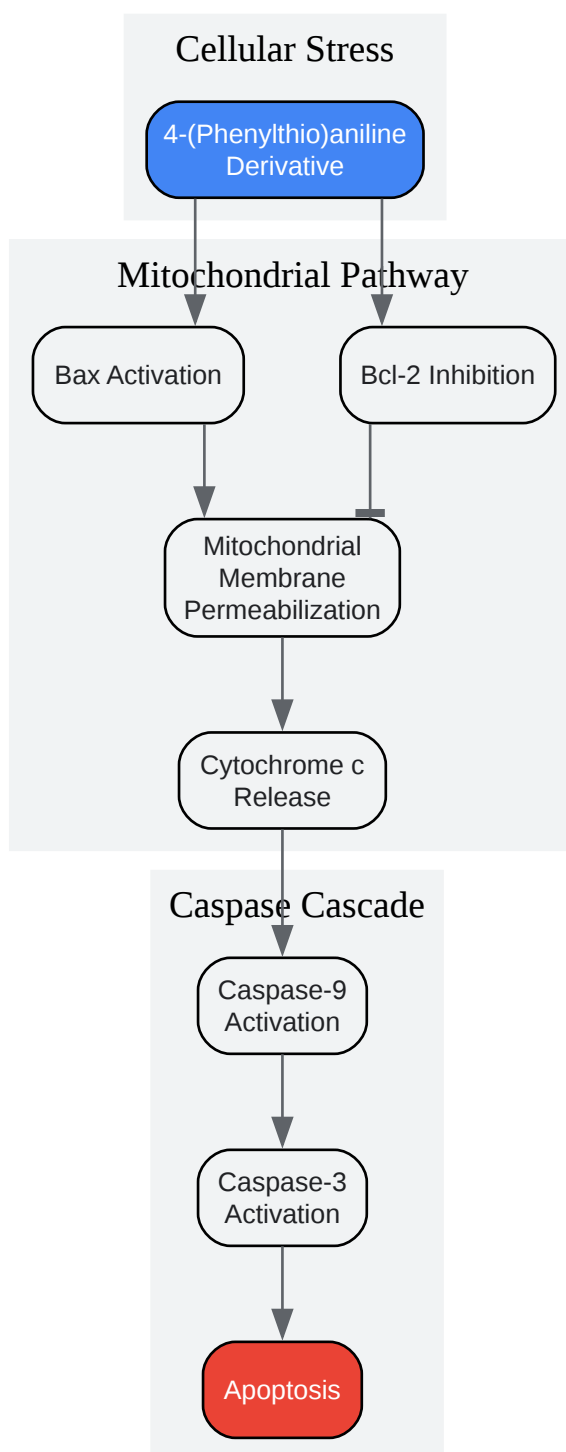 Cellular Stress
4-(Phenylthio)aniline
Derivative
Mitochondrial Pathway
Bax Activation
Bcl-2 Inhibition
Mitochondrial
Membrane
Permeabilization
Cytochrome c
Release
Caspase Cascade
Caspase-9
Activation
Caspase-3
Activation
Apoptosis